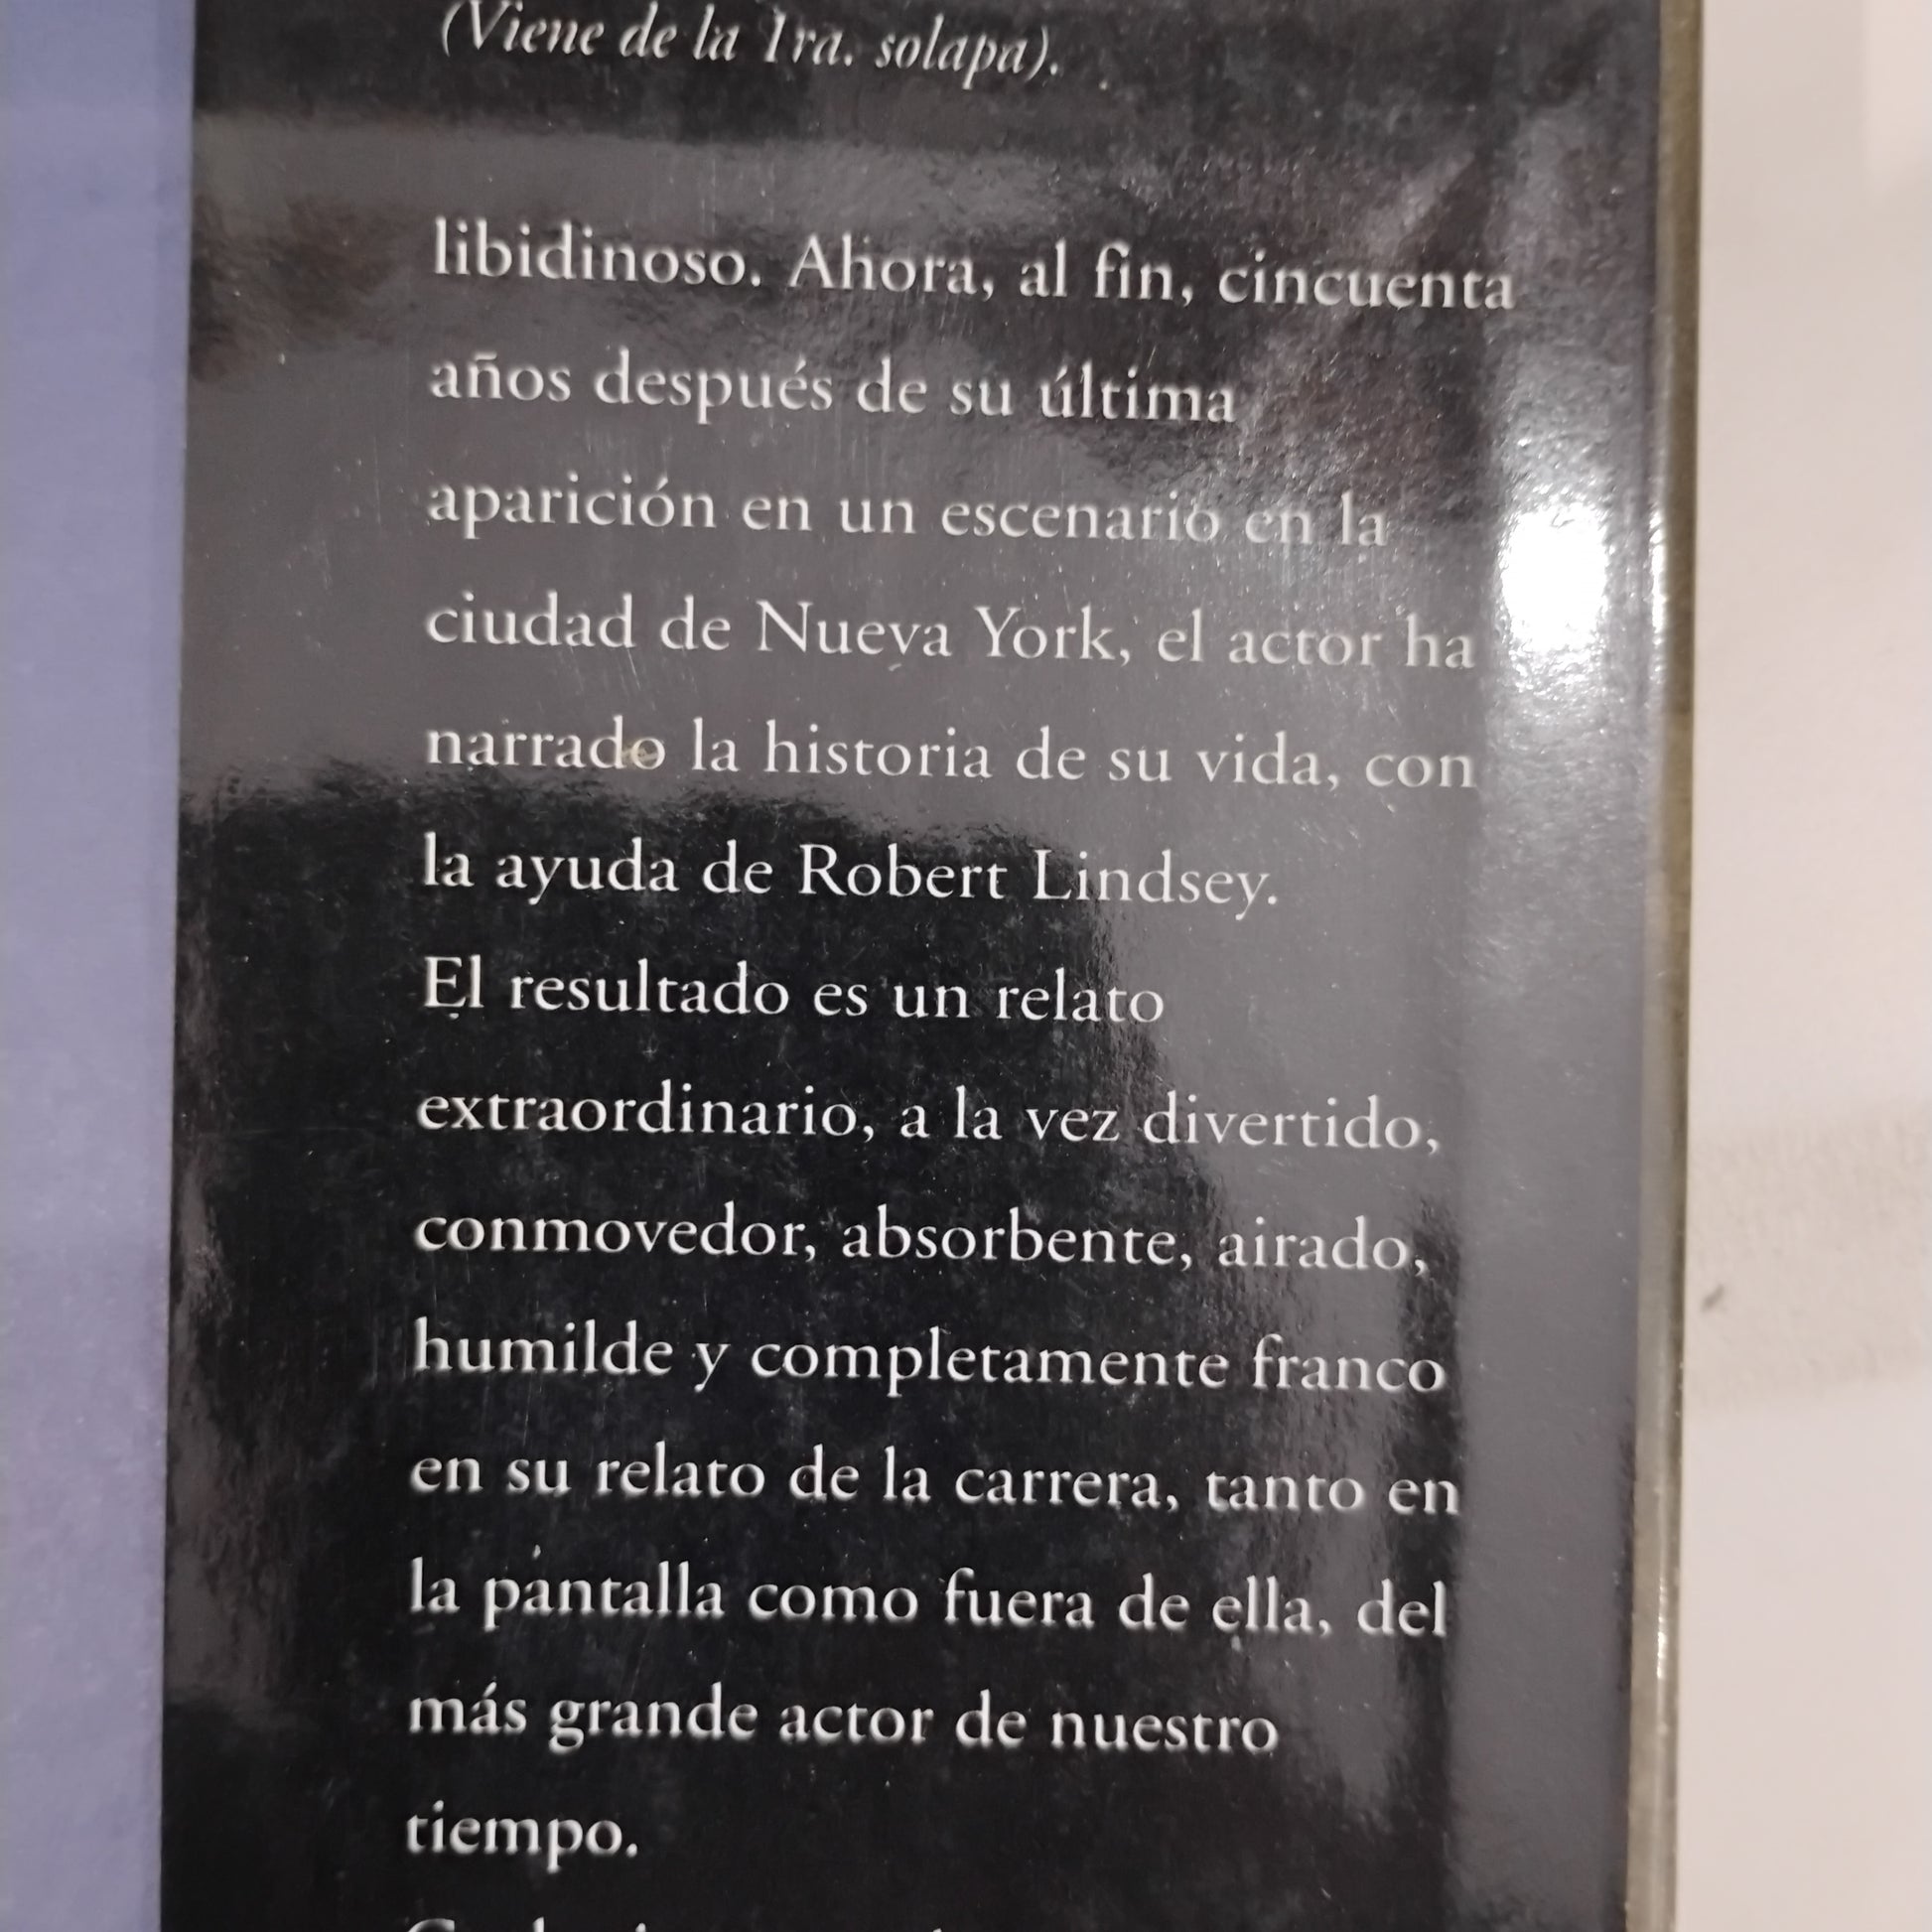 (Viene de la 1ra. solapa).
libidinoso. Ahora, al fin, cincuenta
años después de su última
aparición en un escenario en la
ciudad de Nueva York, el actor ha
narrado la historia de su vida, con
la ayuda de Robert Lindsey.
El resultado es un relato
extraordinario, a la vez divertido,
conmovedor, absorbente, airado,
humilde y completamente franco
en su relato de la carrera, tanto en
la pantalla como fuera de ella, del
más grande actor de nuestro
tiempo.